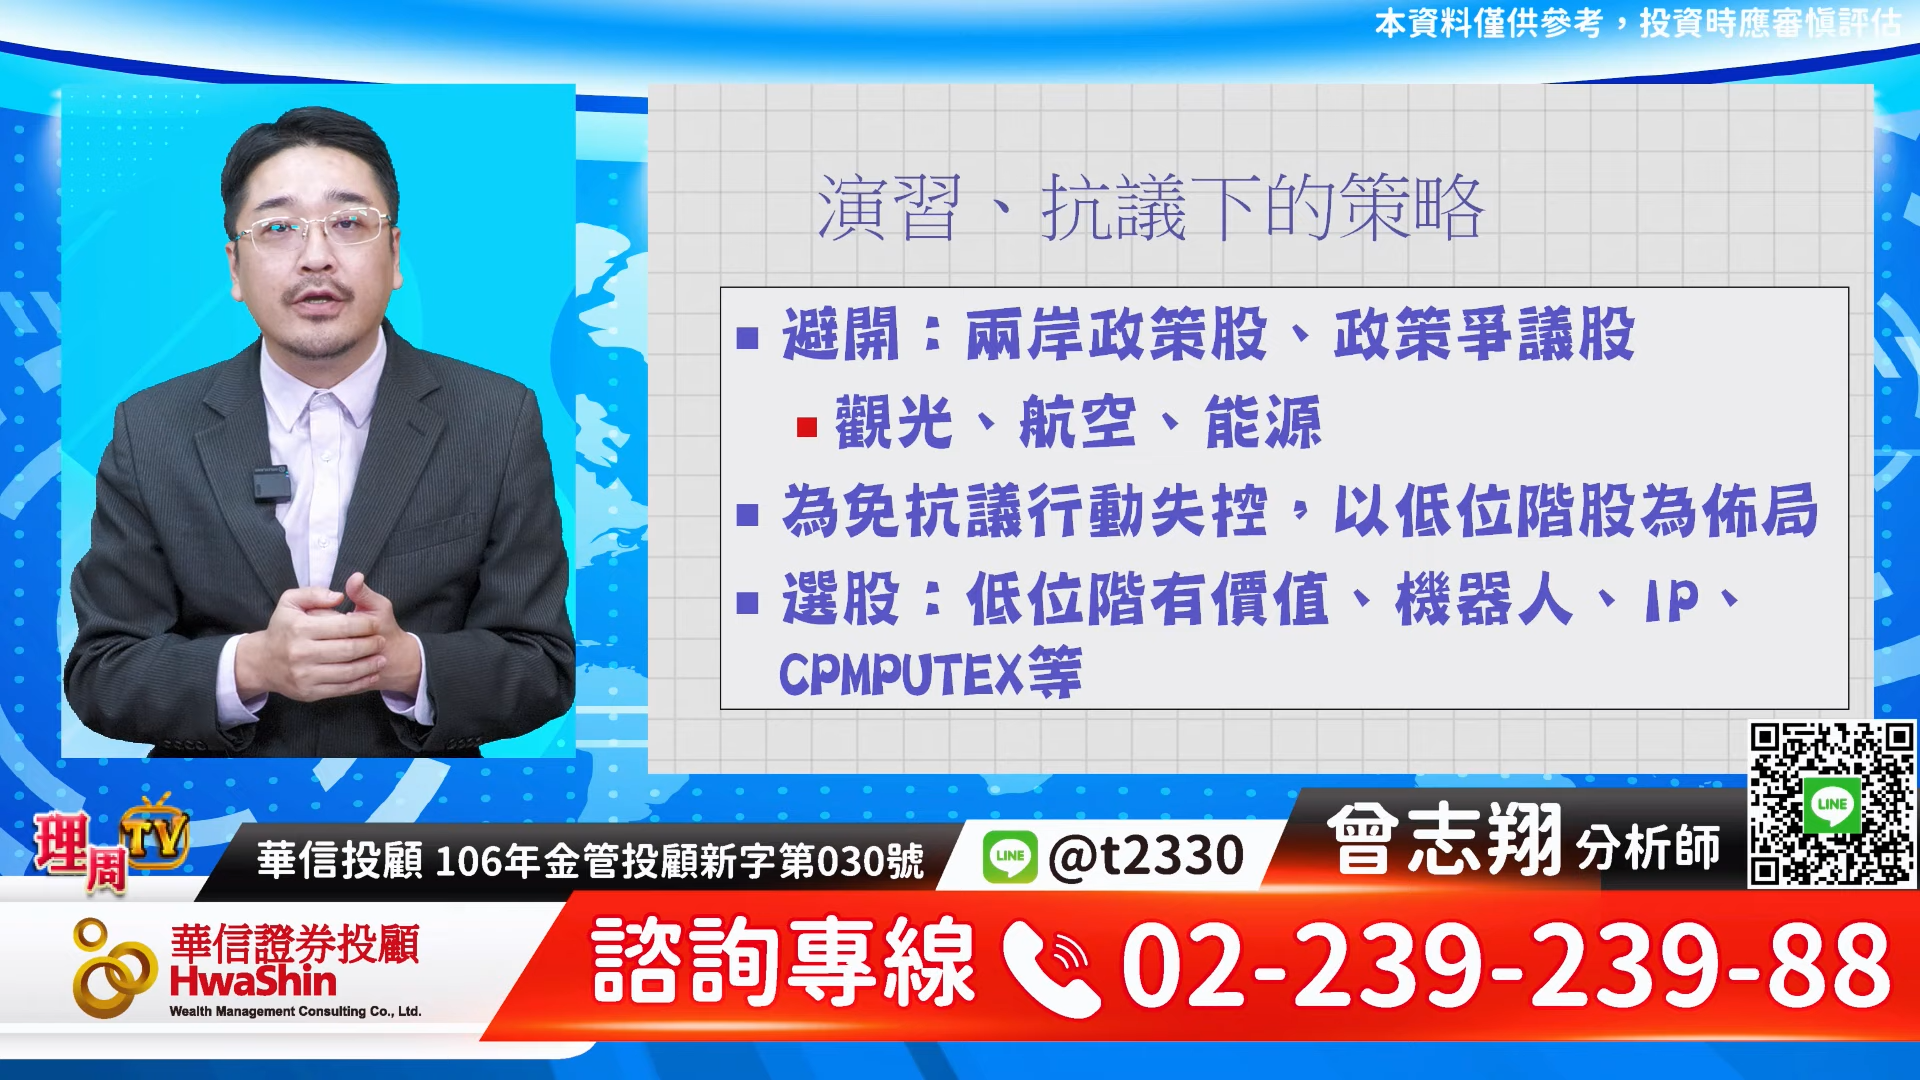 本資料僅供參考，投資時應審慎評估
演習、抗議下的策略
避開：兩岸政策股、政策爭議股
觀光、航空、能源
為免抗議行動失控，以低位階股為佈局
選股：低位階有價值、機器人、IP、
CPMPUTEX等
理周TV
華信投顧 106年金管投顧新字第030號
LINE
@t2330
曾志翔 分析師
LINE
華信證券投顧
HwaShin
Wealth Management Consulting Co., Ltd.
諮詢專線 02-239-239-88